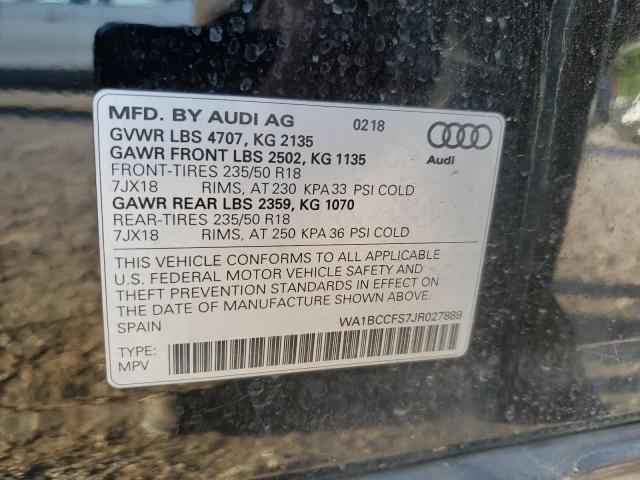 MFD. BY AUDI AG 0218
GVWR LBS 4707, KG 2135
GAWR FRONT LBS 2502, KG 1135
FRONT-TIRES 235/50 R18
7JX18 RIMS, AT 230 KPA 33 PSI COLD
GAWR REAR LBS 2359, KG 1070
REAR-TIRES 235/50 R18
7JX18 RIMS, AT 250 KPA 36 PSI COLD
Audi
THIS VEHICLE CONFORMS TO ALL APPLICABLE
U.S. FEDERAL MOTOR VEHICLE SAFETY AND
THEFT PREVENTION STANDARDS IN EFFECT ON
THE DATE OF MANUFACTURE SHOWN ABOVE.
SPAIN WA1BCCFS7JR027889
TYPE:
MPV